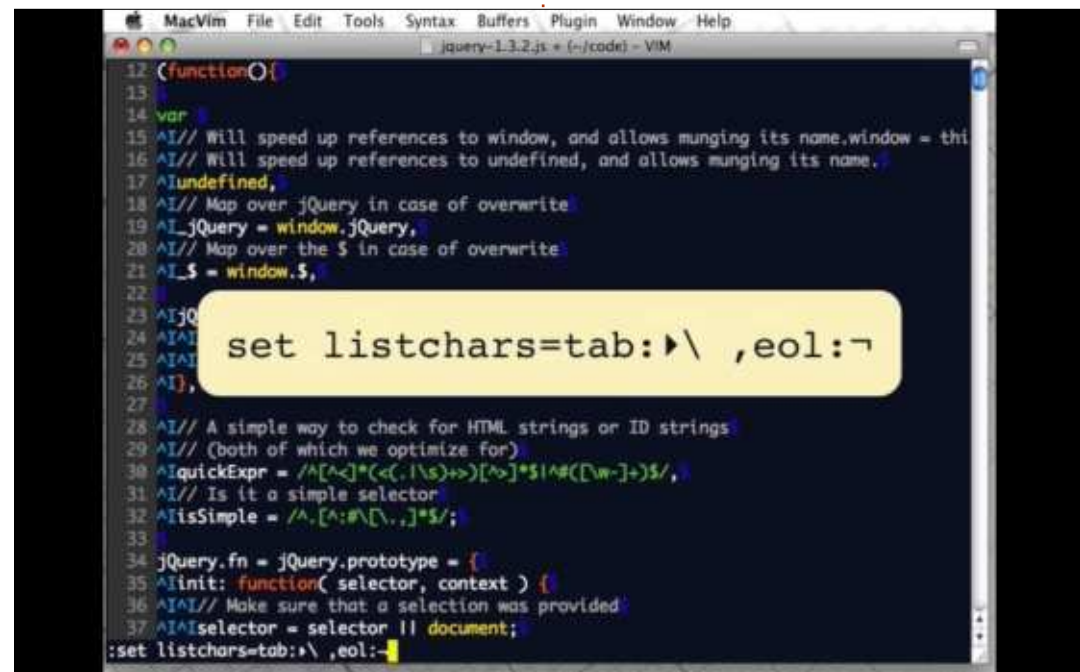 MacVim File Edit Tools Syntax Buffers Plugin Window Help
jquery-1.3.2.js + (~/code) - VIM
12 (function(){$
13 $
14 var $
15 ^I// Will speed up references to window, and allows munging its name.window = thi
16 ^I// Will speed up references to undefined, and allows munging its name.$
17 ^Iundefined,$
18 ^I// Map over jQuery in case of overwrite$
19 ^I_jQuery = window.jQuery,$
20 ^I// Map over the $ in case of overwrite$
21 ^I_$ = window.$,$
22 $
23 ^IjQ
24 ^I^I
25 ^I^I
26 ^I},
set listchars=tab:▸\ ,eol:¬
27 $
28 ^I// A simple way to check for HTML strings or ID strings$
29 ^I// (both of which we optimize for)$
30 ^IquickExpr = /^[^<]*(<(.|\s)+>)[^>]*$|^#([\w-]+)$/,$
31 ^I// Is it a simple selector$
32 ^IisSimple = /^.[^:#\[\.,]*$/;$
33 $
34 jQuery.fn = jQuery.prototype = {$
35 ^Iinit: function( selector, context ) {$
36 ^I^I// Make sure that a selection was provided$
37 ^I^Iselector = selector || document;$
:set listchars=tab:▸\ ,eol:¬